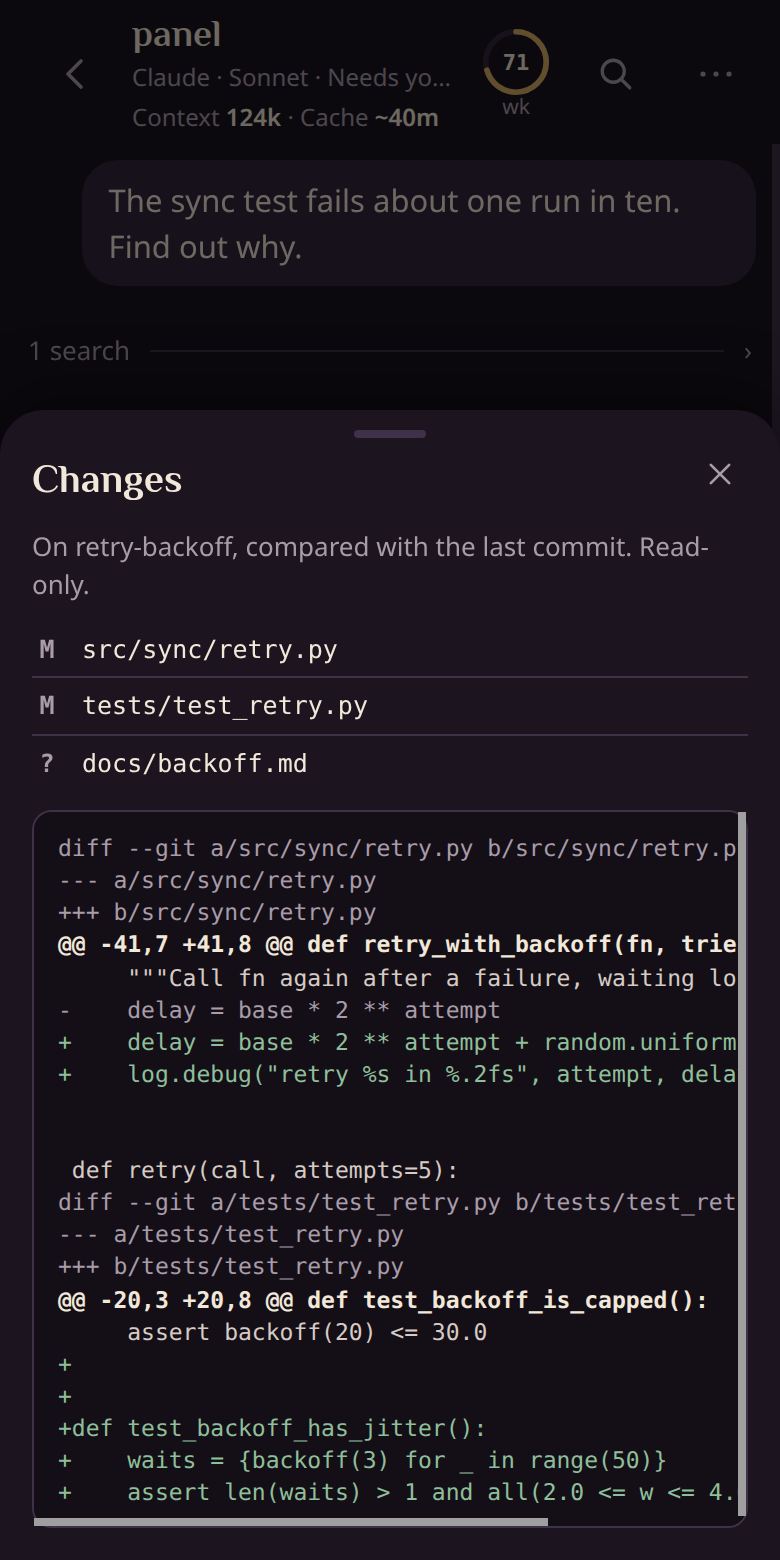 panel
Claude · Sonnet · Needs yo...
Context 124k · Cache ~40m
71
wk
The sync test fails about one run in ten.
Find out why.
1 search
Changes
On retry-backoff, compared with the last commit. Read-
only.
M src/sync/retry.py
M tests/test_retry.py
? docs/backoff.md
diff --git a/src/sync/retry.py b/src/sync/retry.p
--- a/src/sync/retry.py
+++ b/src/sync/retry.py
@@ -41,7 +41,8 @@ def retry_with_backoff(fn, trie
     """Call fn again after a failure, waiting lo
-    delay = base * 2 ** attempt
+    delay = base * 2 ** attempt + random.uniform
+    log.debug("retry %s in %.2fs", attempt, dela
 def retry(call, attempts=5):
diff --git a/tests/test_retry.py b/tests/test_ret
--- a/tests/test_retry.py
+++ b/tests/test_retry.py
@@ -20,3 +20,8 @@ def test_backoff_is_capped():
     assert backoff(20) <= 30.0
+
+
+def test_backoff_has_jitter():
+    waits = {backoff(3) for _ in range(50)}
+    assert len(waits) > 1 and all(2.0 <= w <= 4.